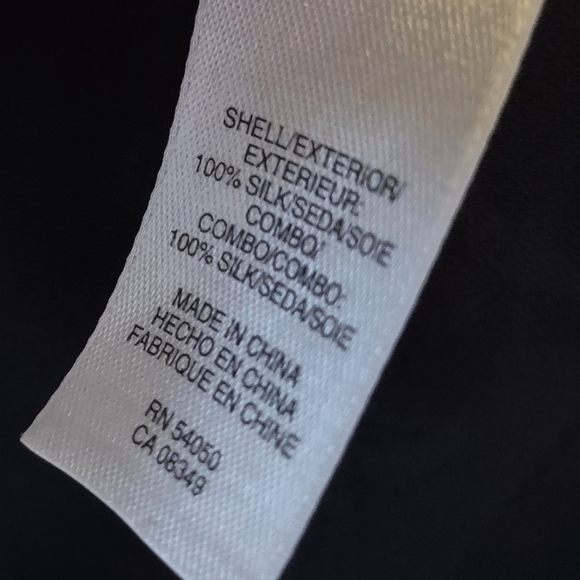 SHELL/EXTERIOR/
EXTERIEUR:
100% SILK/SEDA/SOIE
COMBO/
COMBO/COMBO:
100% SILK/SEDA/SOIE
MADE IN CHINA
HECHO EN CHINA
FABRIQUE EN CHINE
RN 54050
CA 08349